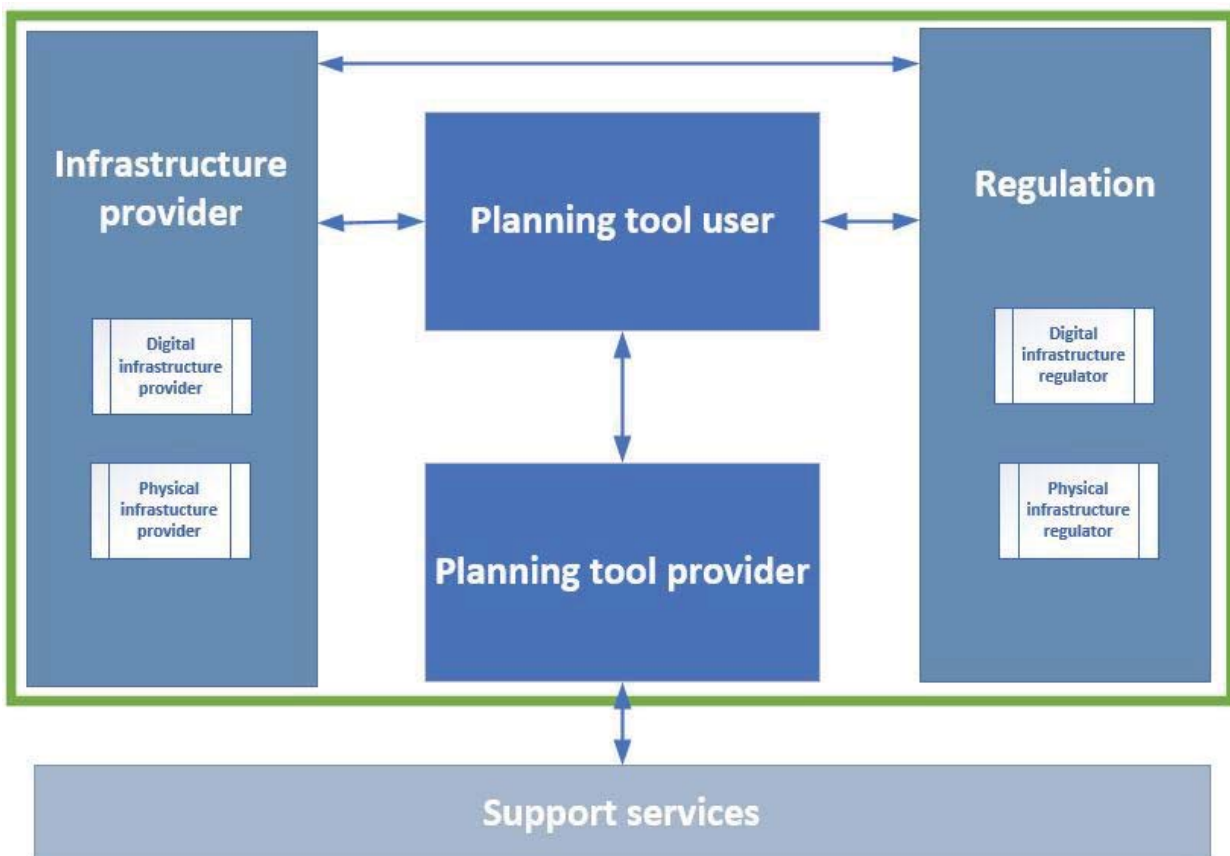 Infrastructure
provider
Planning tool user
Regulation
Digital
infrastructure
provider
Physical
infrastucture
provider
Digital
infrastructure
regulator
Physical
infrastructure
regulator
Planning tool provider
Support services